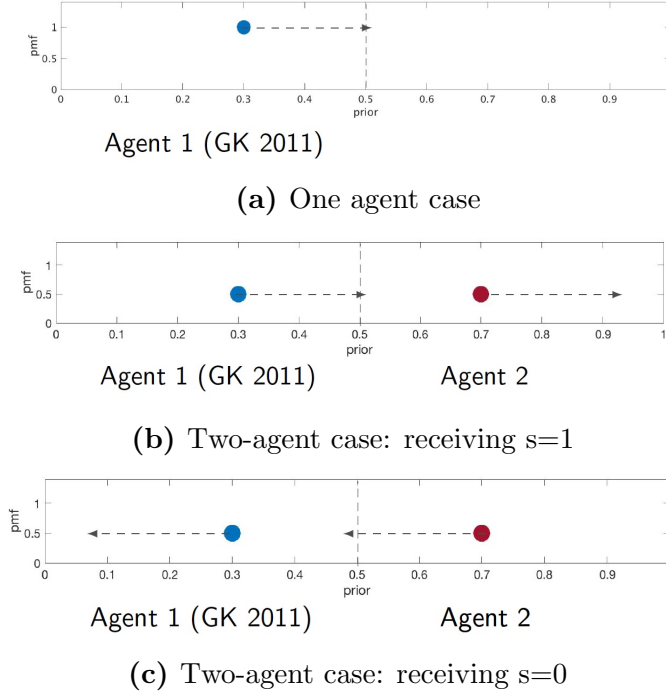 pmf
1
0.5
0
0 0.1 0.2 0.3 0.4 0.5 0.6 0.7 0.8 0.9
prior
Agent 1 (GK 2011)
(a) One agent case
pmf
1
0.5
0
0 0.1 0.2 0.3 0.4 0.5 0.6 0.7 0.8 0.9 1
prior
Agent 1 (GK 2011) Agent 2
(b) Two-agent case: receiving s=1
pmf
1
0.5
0
0 0.1 0.2 0.3 0.4 0.5 0.6 0.7 0.8 0.9
prior
Agent 1 (GK 2011) Agent 2
(c) Two-agent case: receiving s=0